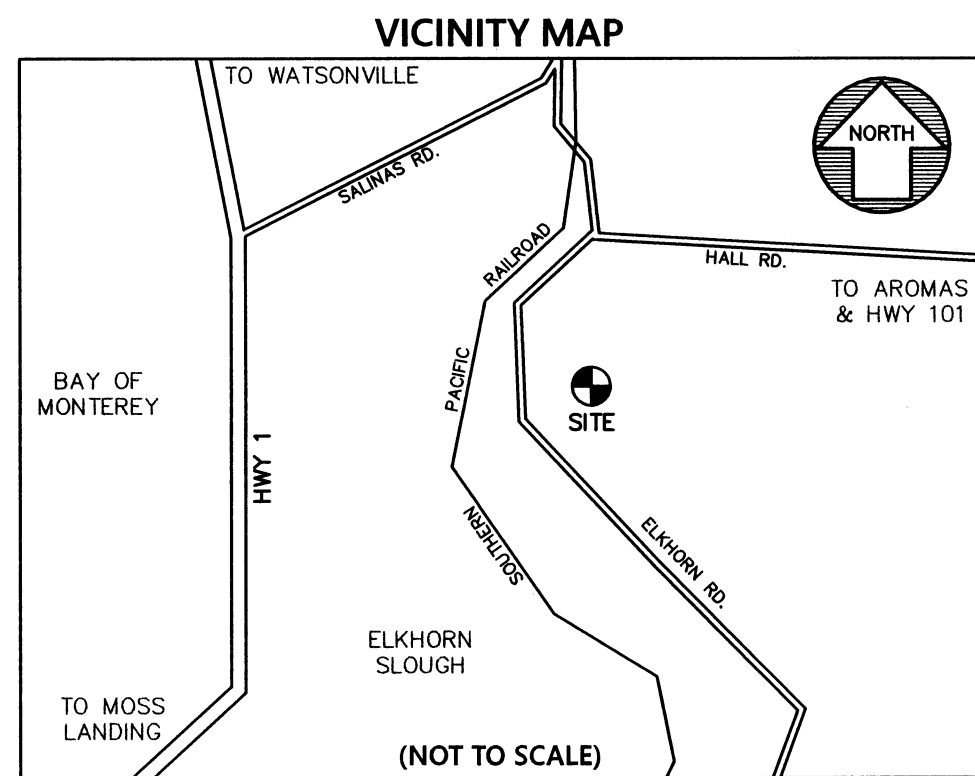 VICINITY MAP
TO WATSONVILLE
NORTH
SALINAS RD.
RAILROAD
HALL RD.
TO AROMAS
& HWY 101
BAY OF
MONTEREY
PACIFIC
SITE
HWY 1
SOUTHERN
ELKHORN RD.
ELKHORN
SLOUGH
TO MOSS
LANDING
(NOT TO SCALE)